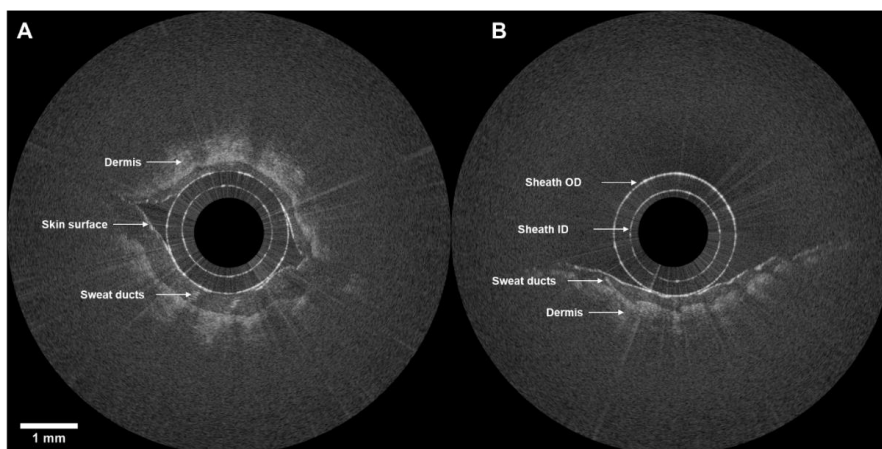 A
B
Dermis
Skin surface
Sweat ducts
Sheath OD
Sheath ID
Sweat ducts
Dermis
1 mm